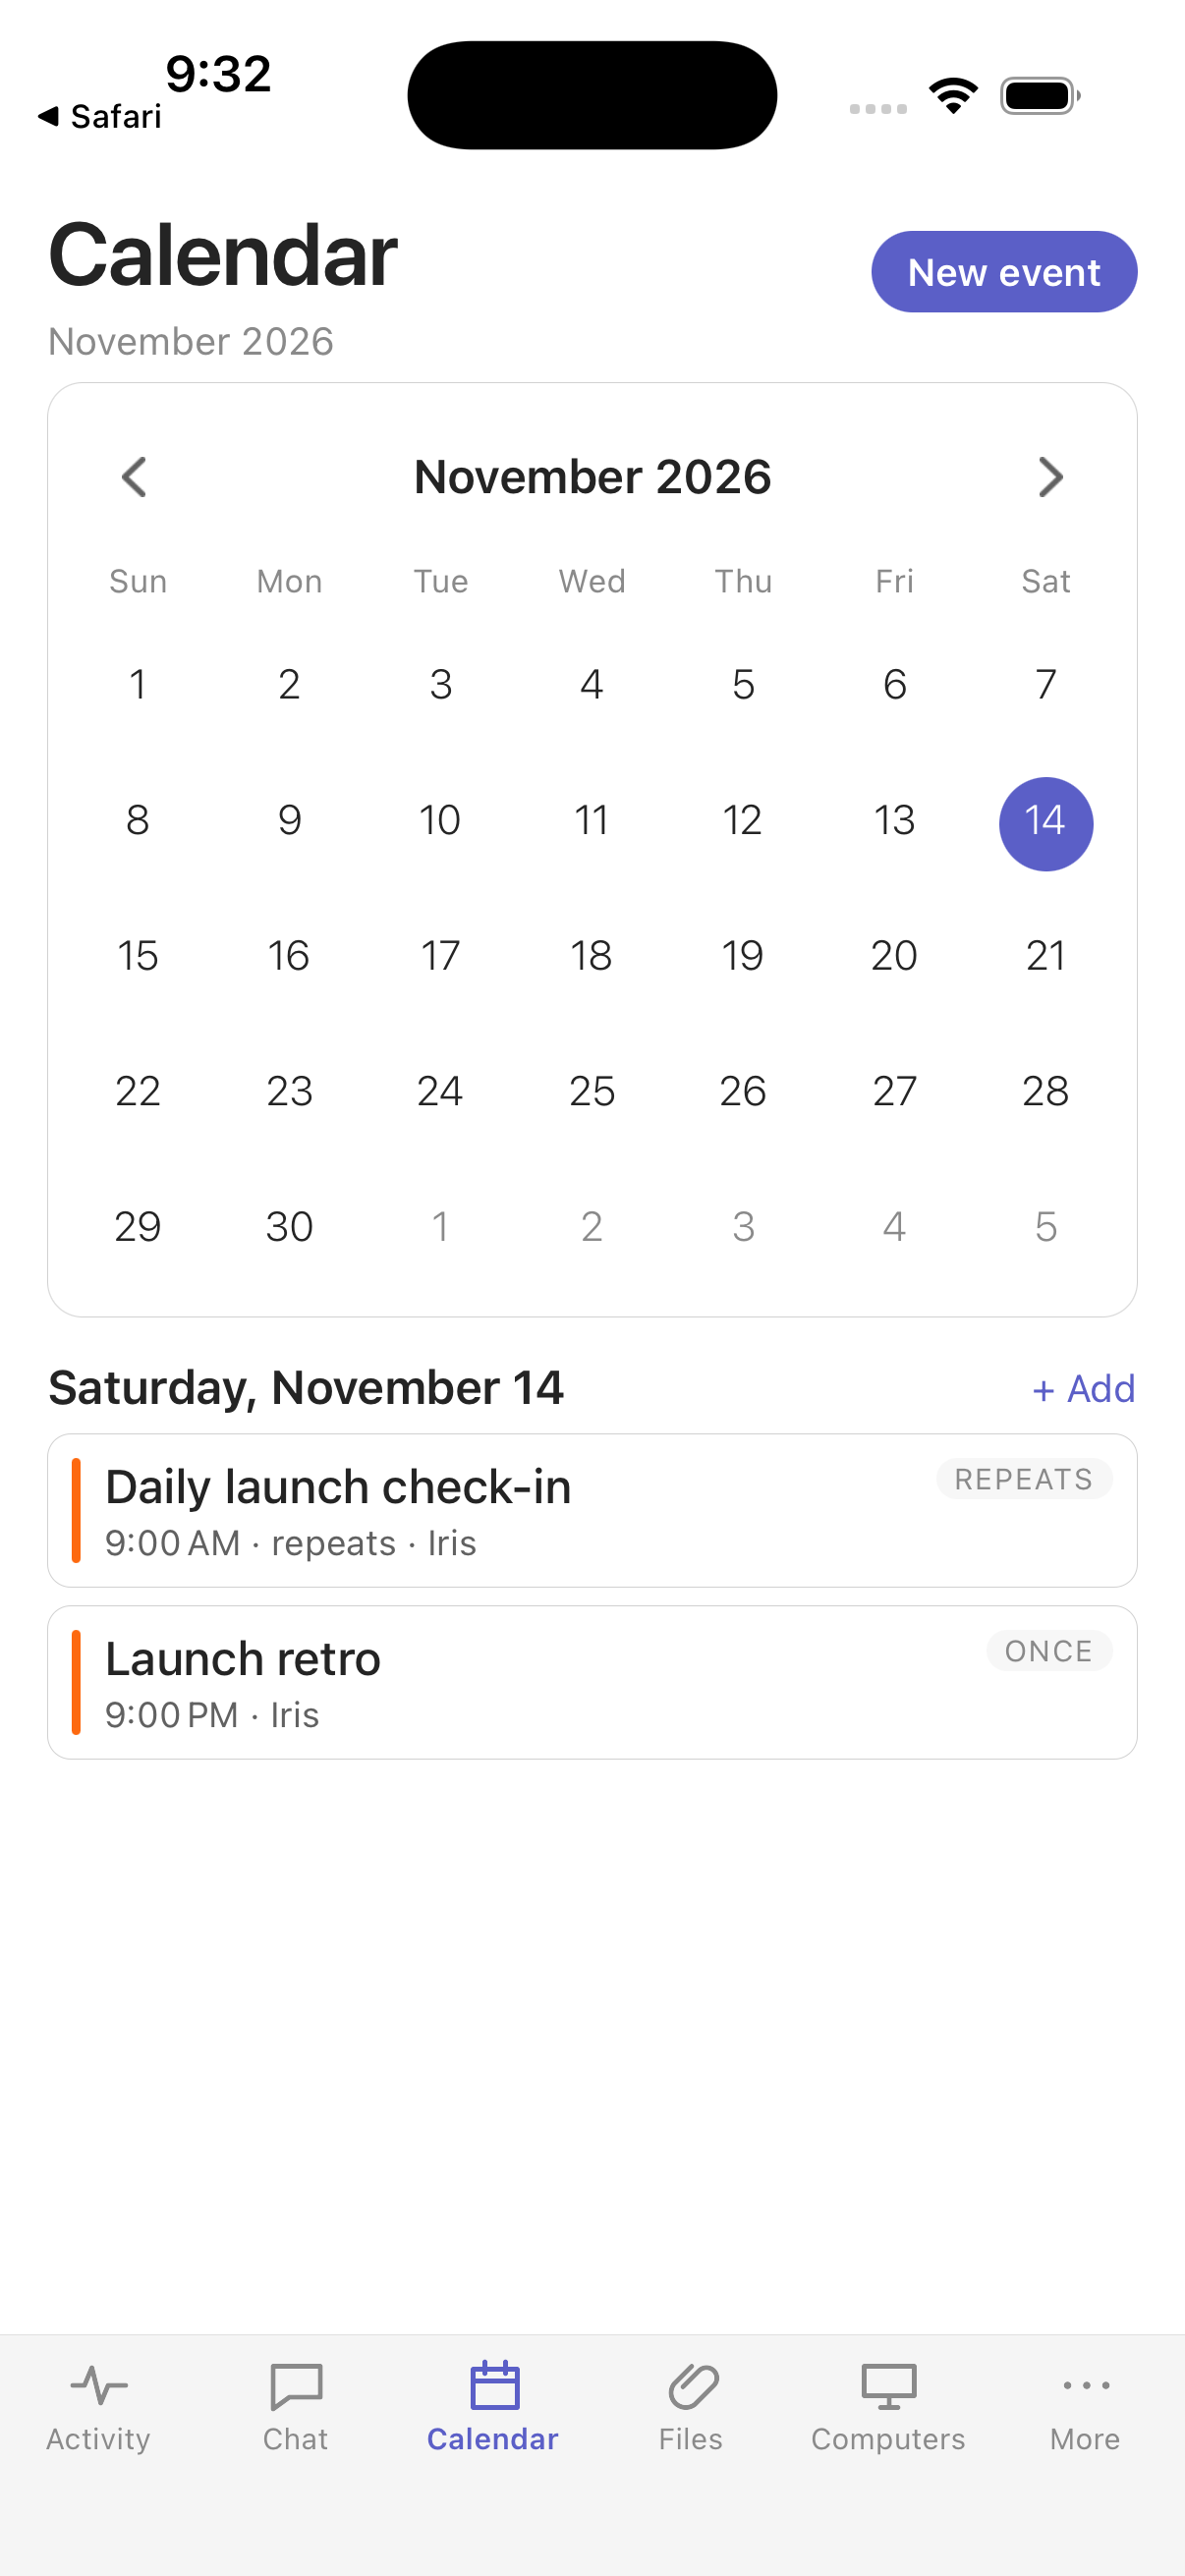 9:32
◀ Safari
Calendar
New event
November 2026
November 2026
Sun Mon Tue Wed Thu Fri Sat
1 2 3 4 5 6 7
8 9 10 11 12 13 14
15 16 17 18 19 20 21
22 23 24 25 26 27 28
29 30 1 2 3 4 5
Saturday, November 14
+ Add
Daily launch check-in
REPEATS
9:00 AM · repeats · Iris
Launch retro
ONCE
9:00 PM · Iris
Activity Chat Calendar Files Computers More